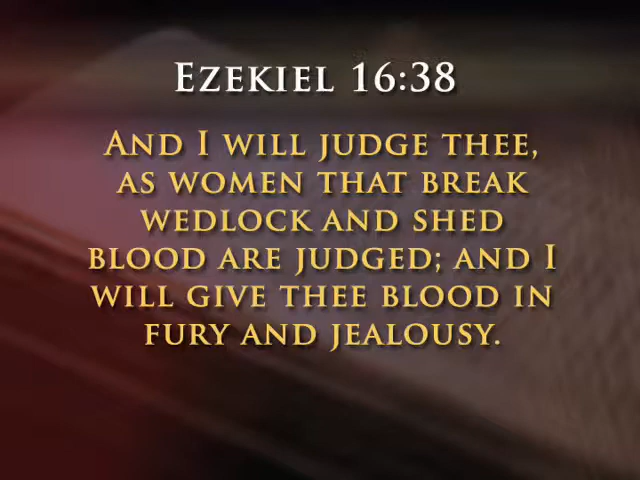 Ezekiel 16:38
And I will judge thee,
as women that break
wedlock and shed
blood are judged; and I
will give thee blood in
fury and jealousy.